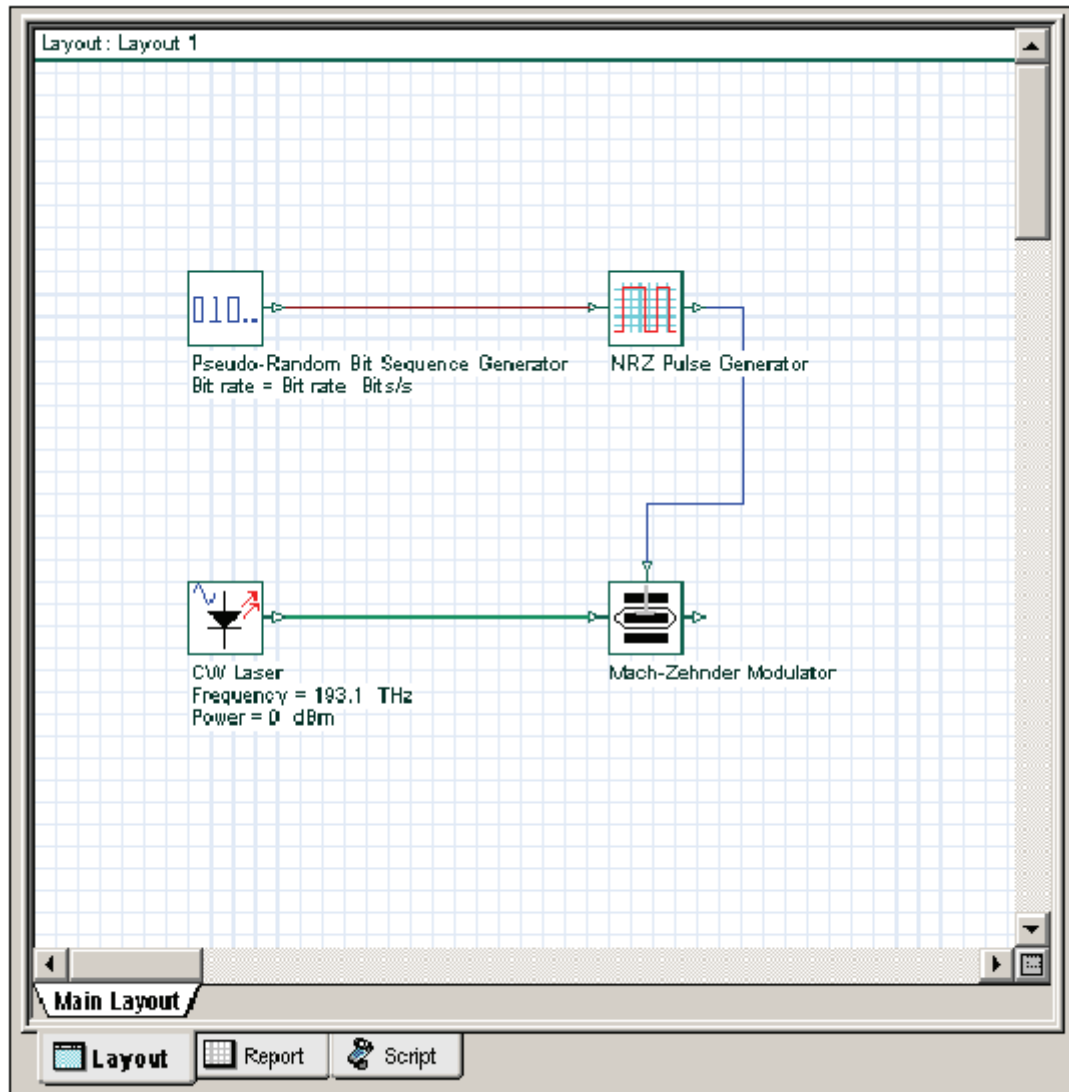 Layout: Layout 1
010..
Pseudo-Random Bit Sequence Generator
Bit rate = Bit rate Bits/s
NRZ Pulse Generator
CW Laser
Frequency = 193.1 THz
Power = 0 dBm
Mach-Zehnder Modulator
Main Layout
Layout
Report
Script